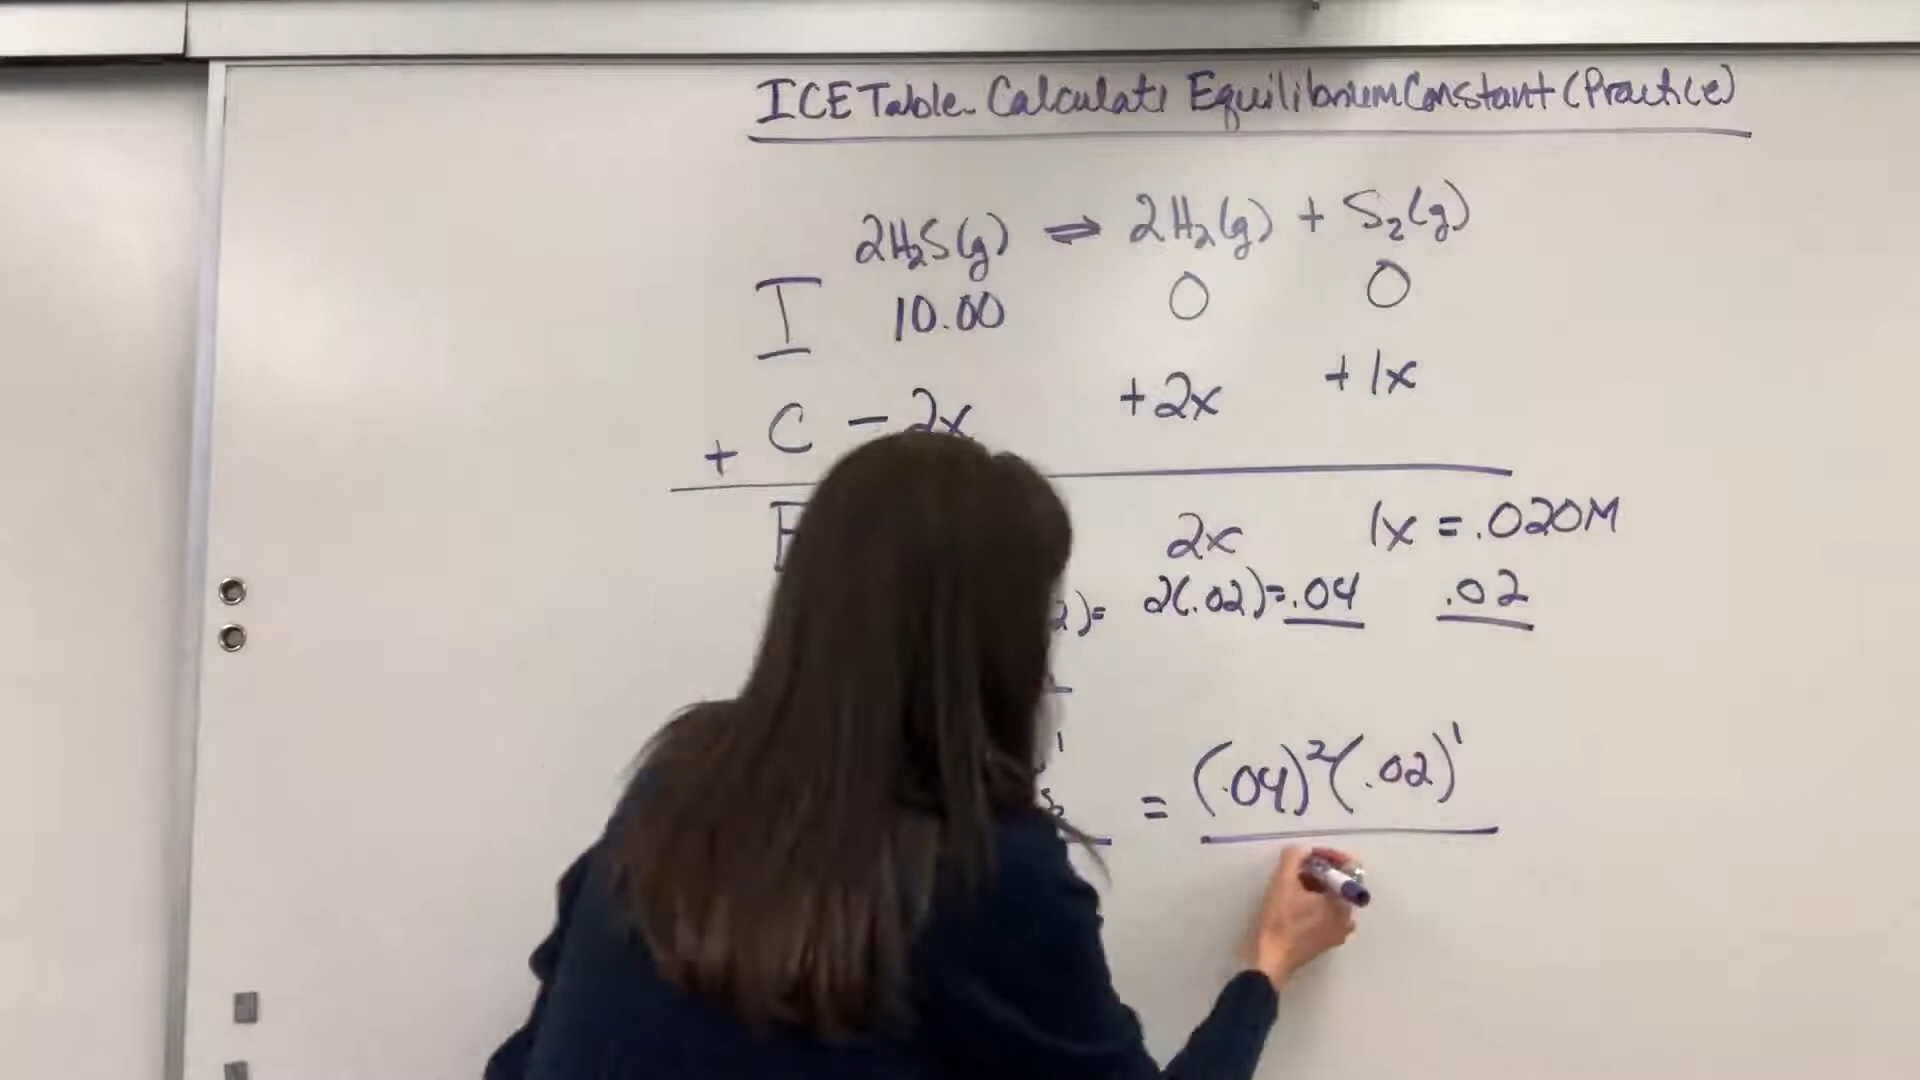 ICE Table - Calculate Equilibrium Constant (Practice)
2H₂S(g) ⇌ 2H₂(g) + S₂(g)
I 10.00 0 0
+ C - 2x +2x + 1x
2x 1x = .020M
2)= 2(.02)=.04 .02
= (.04)²(.02)¹